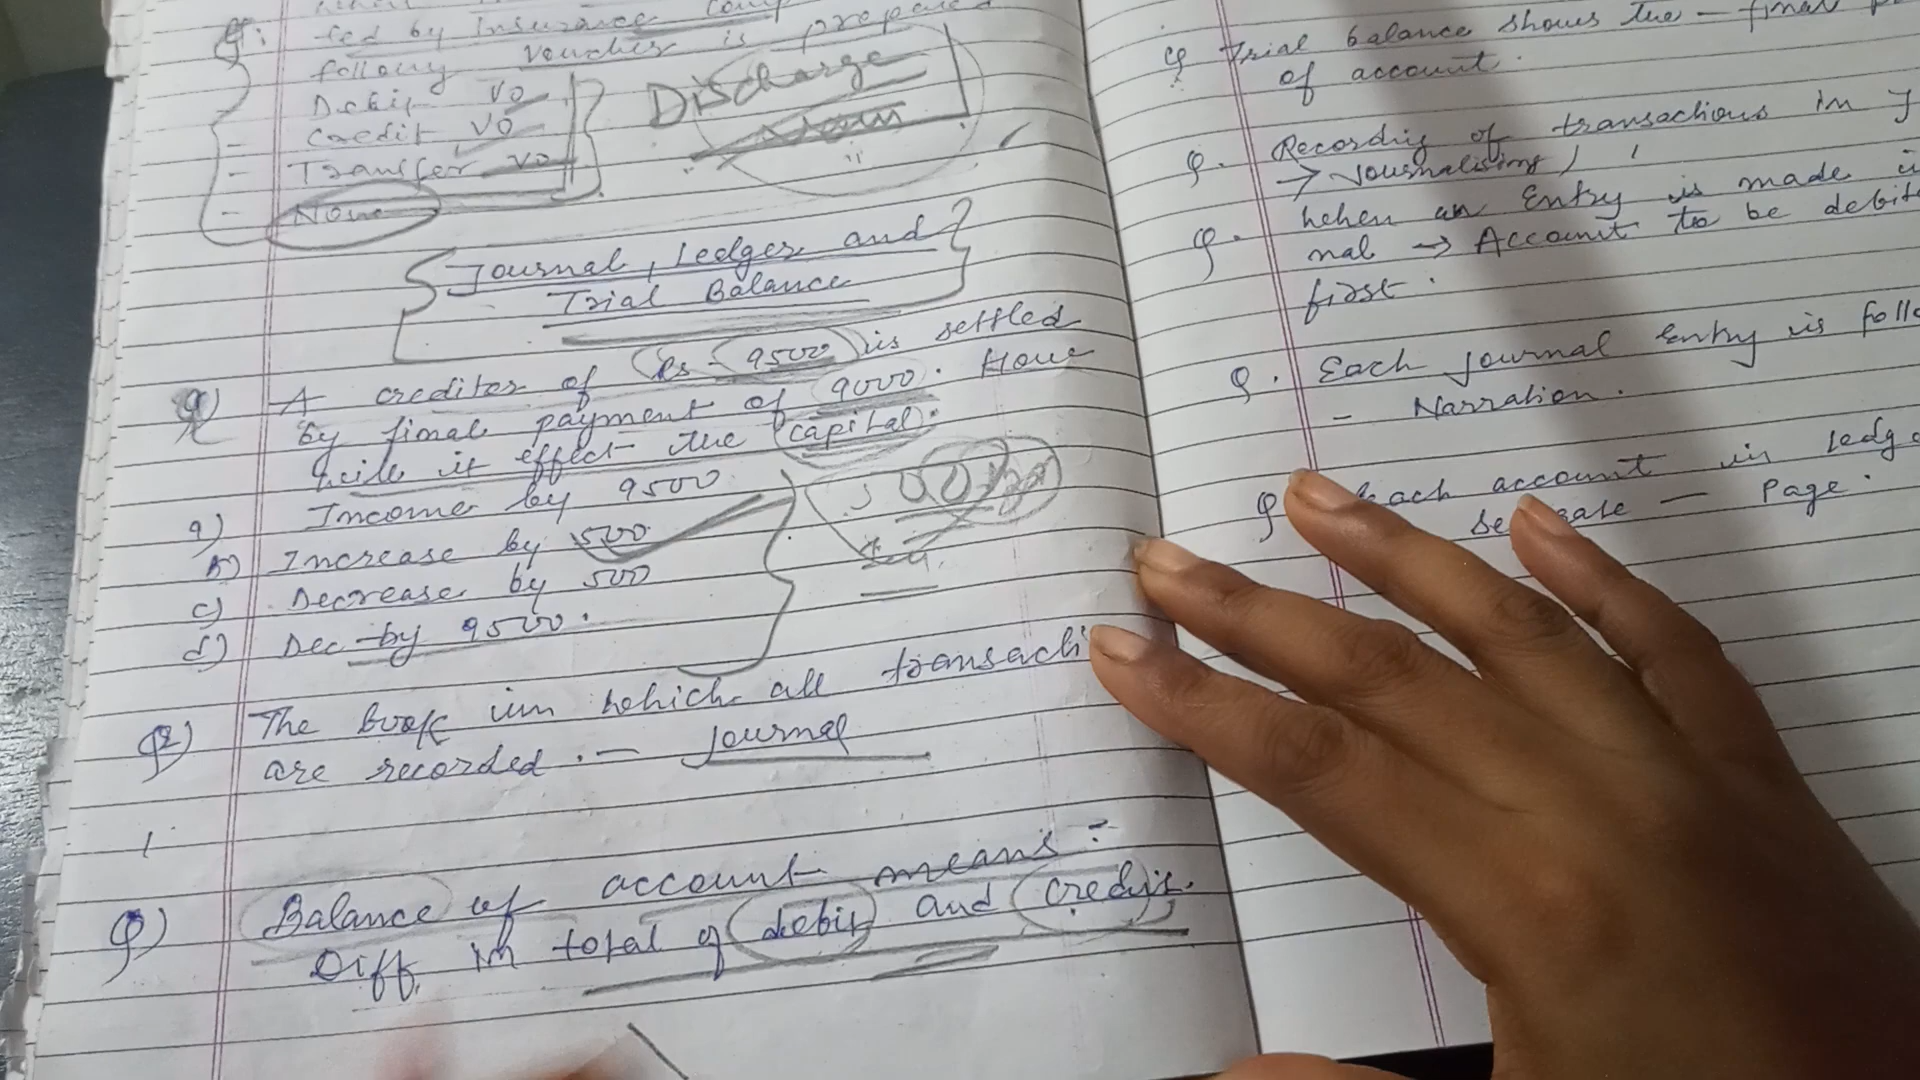 fed by Insurance Comp
following voucher is prepared
Debit VO
- Credit VO
- Transfer VO
- None
Discharge
Journal, Ledger and
Trial Balance
Q) A creditor of Rs - 9500 is settled
by final payment of 9000. How
will it effect the capital.
a) Income by 9500
b) Increase by 500
c) Decrease by 500
d) Dec by 9500.
Q2) The book in which all transacti
are recorded. - Journal
Q) Balance of account means?
Diff. in total of debit and credit.
Q Trial balance shows the - final
of account.
Q. Recording of transactions in J
→ Journalising
Q. When an Entry is made
nal → Account to be debit
first.
Q. Each journal entry is follo
- Narration.
Q Each account in ledg
Page.